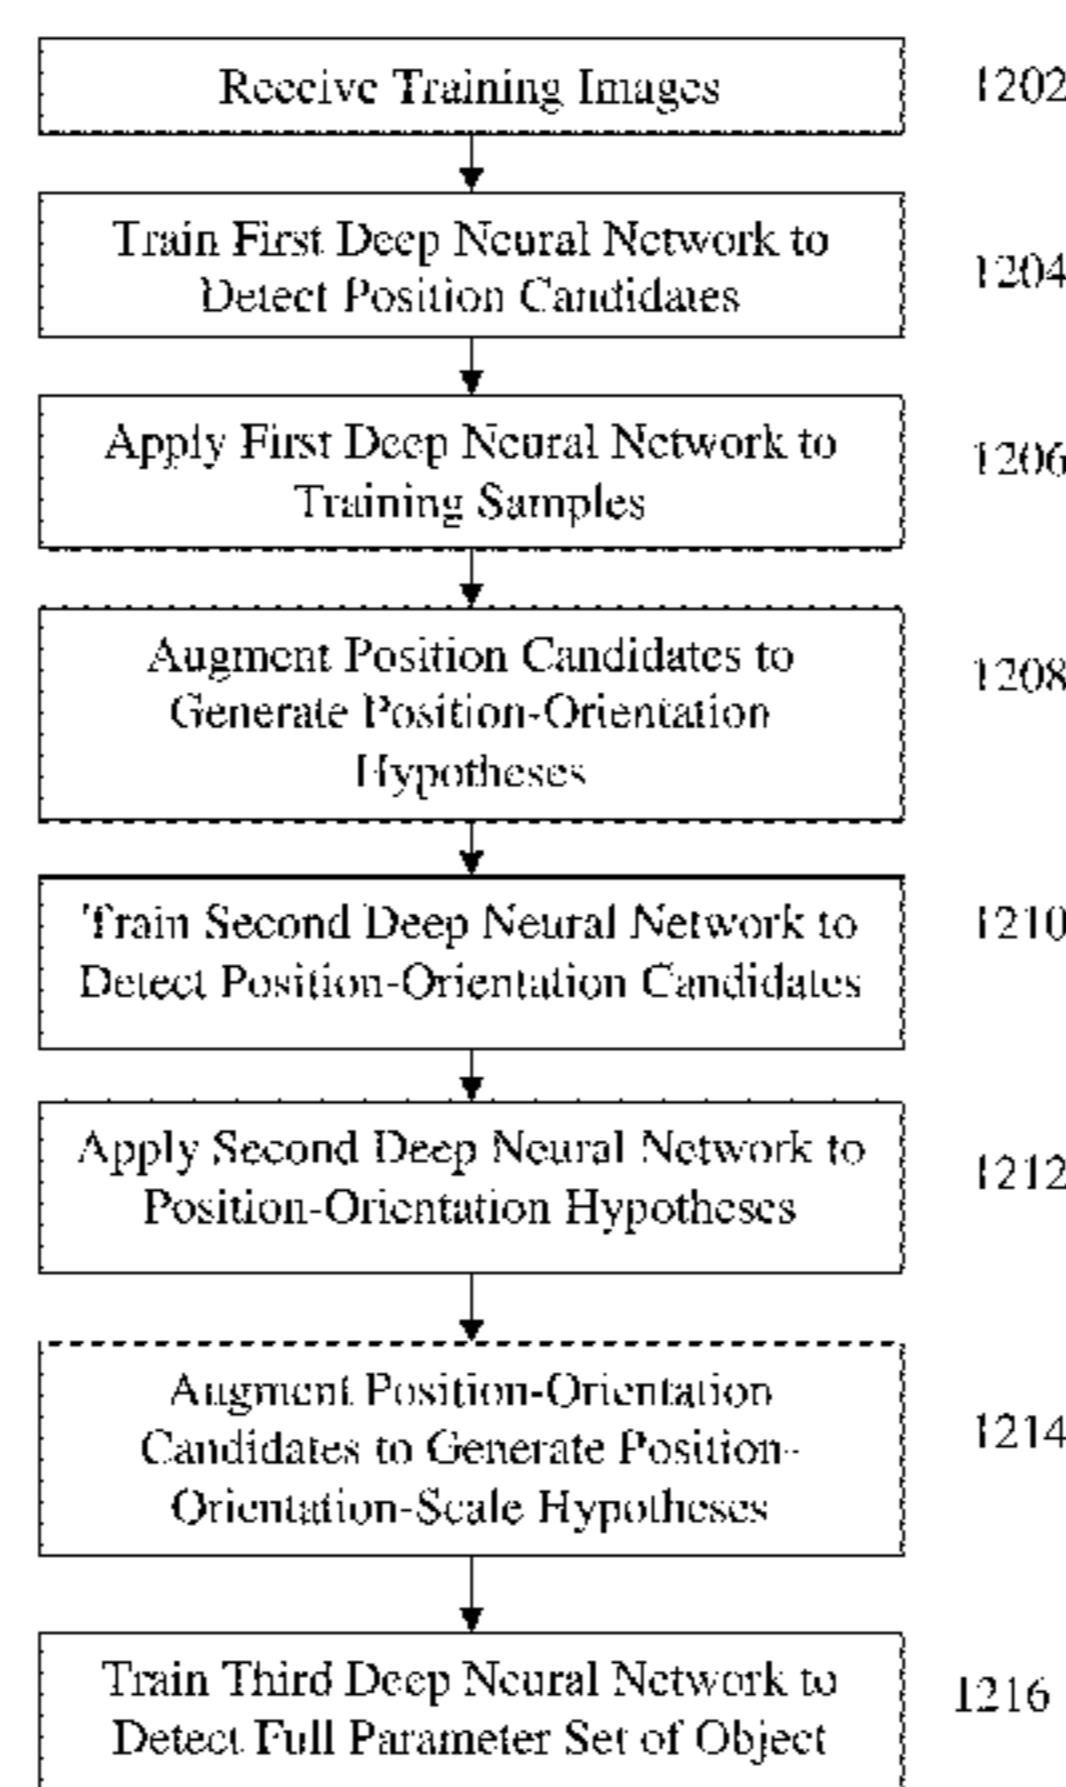 Receive Training Images
1202
Train First Deep Neural Network to
Detect Position Candidates
1204
Apply First Deep Neural Network to
Training Samples
1206
Augment Position Candidates to
Generate Position-Orientation
Hypotheses
1208
Train Second Deep Neural Network to
Detect Position-Orientation Candidates
1210
Apply Second Deep Neural Network to
Position-Orientation Hypotheses
1212
Augment Position-Orientation
Candidates to Generate Position-
Orientation-Scale Hypotheses
1214
Train Third Deep Neural Network to
Detect Full Parameter Set of Object
1216